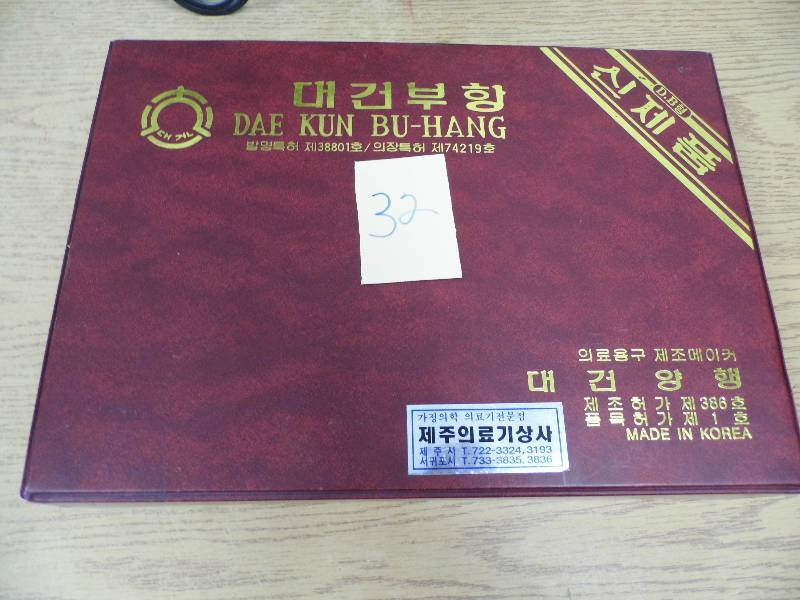 대건
대건부항
DAE KUN BU-HANG
발명특허 제38801호/의장특허 제74219호
D.B형
신제품
32
의료용구 제조메이커
대건양행
제조허가 제386호
품목허가 제1호
MADE IN KOREA
가정의학 의료기전문점
제주의료기상사
제주시 T.722-3324,3193
서귀포시 T.733-3835,3836